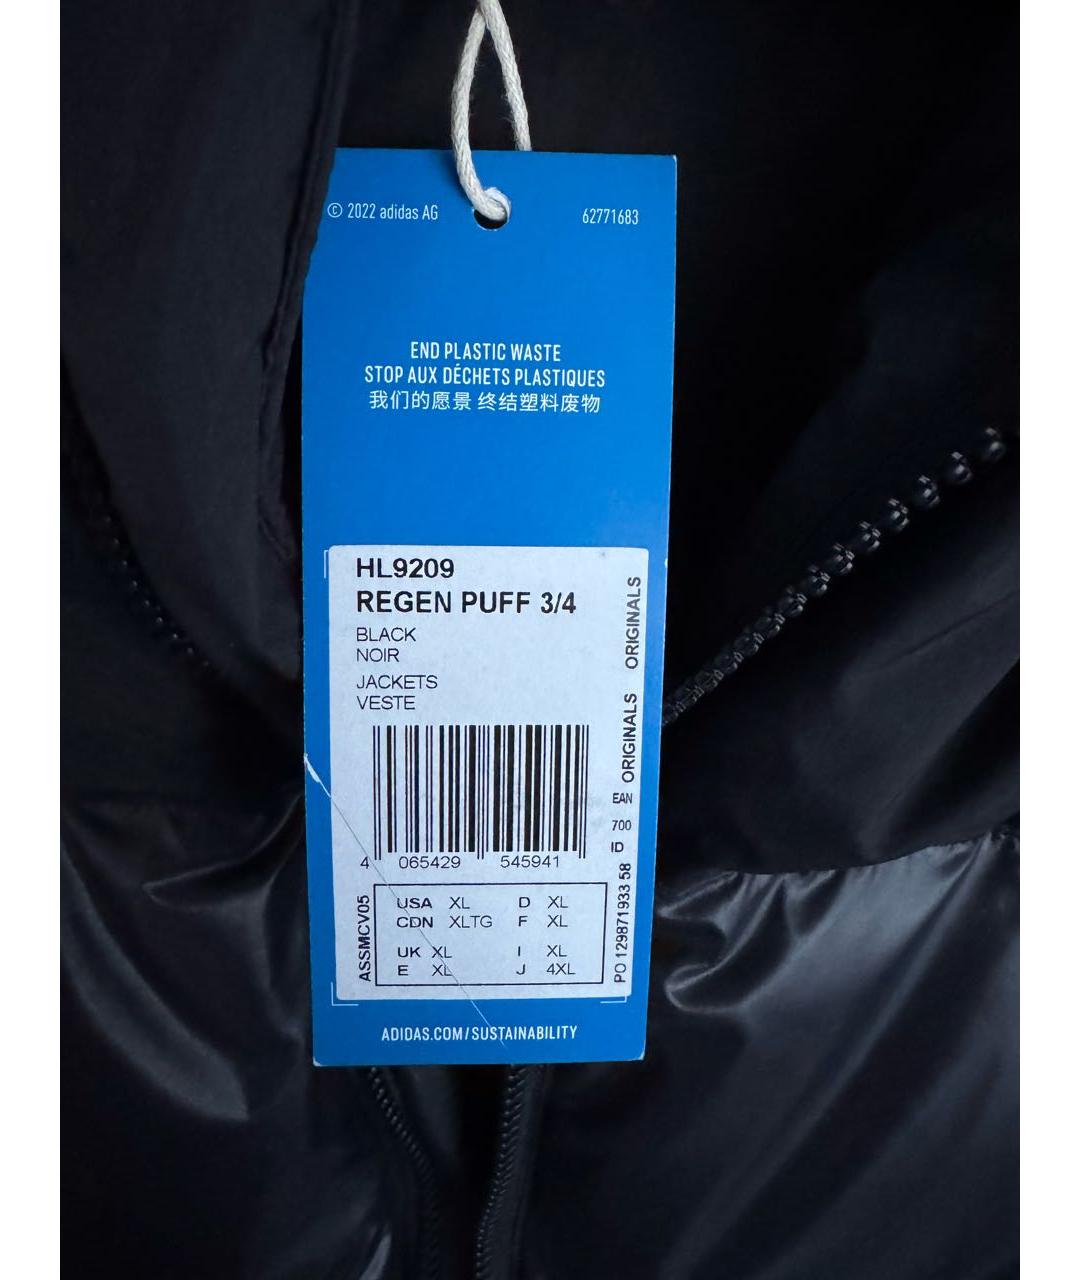 © 2022 adidas AG
62771683
END PLASTIC WASTE
STOP AUX DÉCHETS PLASTIQUES
我们的愿景 终结塑料废物
HL9209
REGEN PUFF 3/4
BLACK
NOIR
JACKETS
VESTE
ORIGINALS
ORIGINALS
EAN
700
ID
4 065429 545941
ASSMCV05
USA XL D XL
CDN XLTG F XL
UK XL I XL
E XL J 4XL
PO 129871933 58
ADIDAS.COM/SUSTAINABILITY